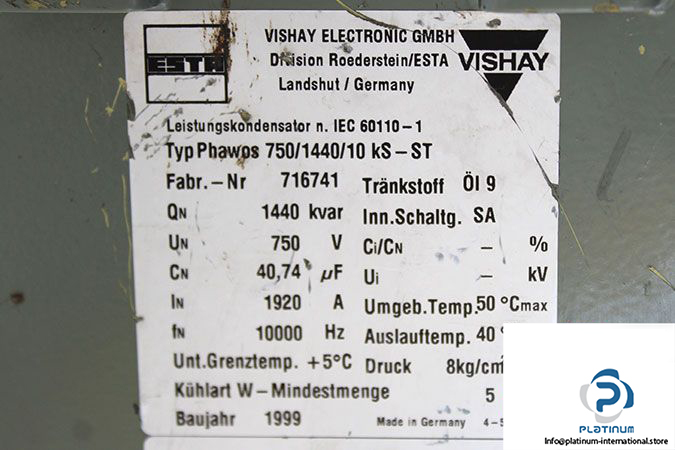 ESTA
VISHAY ELECTRONIC GMBH
Division Roederstein/ESTA
Landshut / Germany
VISHAY
Leistungskondensator n. IEC 60110-1
Typ Phawos 750/1440/10 kS-ST
Fabr.-Nr 716741 Tränkstoff Öl 9
QN 1440 kvar Inn.Schaltg. SA
UN 750 V Ci/CN - %
CN 40,74 µF Ui - kV
IN 1920 A Umgeb.Temp. 50 °Cmax
fN 10000 Hz Auslauftemp. 40 °
Unt.Grenztemp. +5°C Druck 8kg/cm
Kühlart W - Mindestmenge 5
Baujahr 1999 Made in Germany 4-5
PLATINUM
Info@platinum-international.store